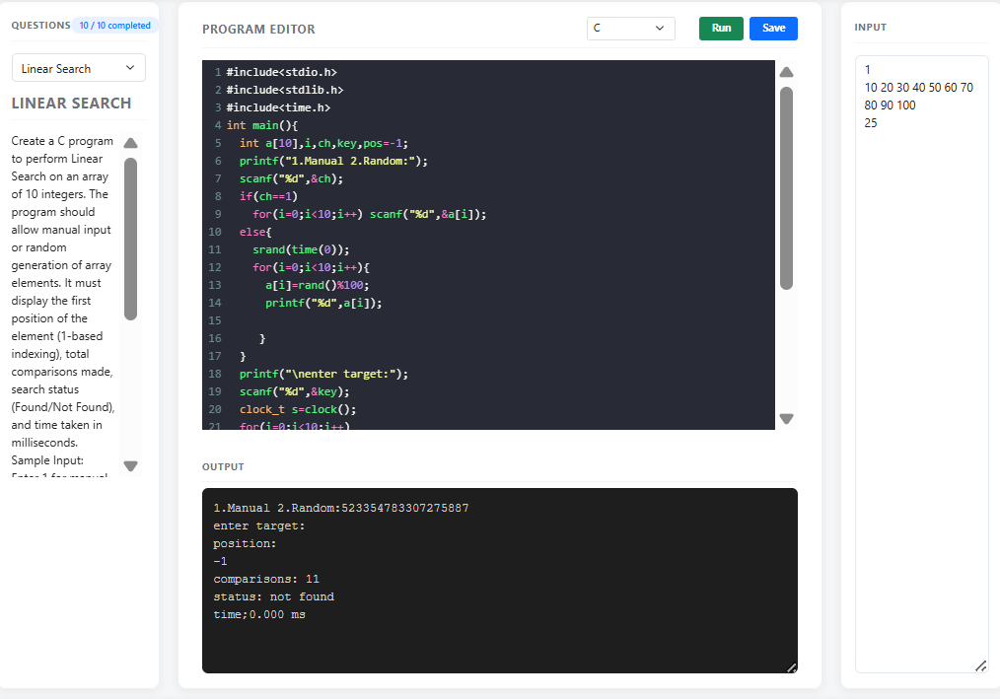 QUESTIONS 10 / 10 completed
Linear Search
LINEAR SEARCH
Create a C program
to perform Linear
Search on an array
of 10 integers. The
program should
allow manual input
or random
generation of array
elements. It must
display the first
position of the
element (1-based
indexing), total
comparisons made,
search status
(Found/Not Found),
and time taken in
milliseconds.
Sample Input:
Enter 1 for manual
PROGRAM EDITOR
C
Run
Save
1 #include<stdio.h>
2 #include<stdlib.h>
3 #include<time.h>
4 int main(){
5 int a[10],i,ch,key,pos=-1;
6 printf("1.Manual 2.Random:");
7 scanf("%d",&ch);
8 if(ch==1)
9 for(i=0;i<10;i++) scanf("%d",&a[i]);
10 else{
11 srand(time(0));
12 for(i=0;i<10;i++){
13 a[i]=rand()%100;
14 printf("%d",a[i]);
15
16 }
17 }
18 printf("\nenter target:");
19 scanf("%d",&key);
20 clock_t s=clock();
21 for(i=0;i<10;i++)
OUTPUT
1.Manual 2.Random:523354783307275887
enter target:
position:
-1
comparisons: 11
status: not found
time;0.000 ms
INPUT
1
10 20 30 40 50 60 70
80 90 100
25